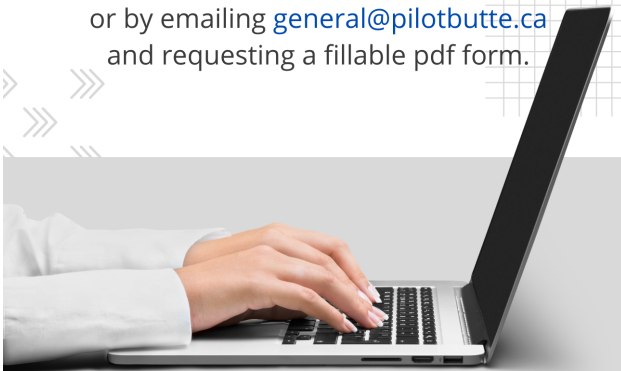 or by emailing general@pilotbutte.ca
and requesting a fillable pdf form.